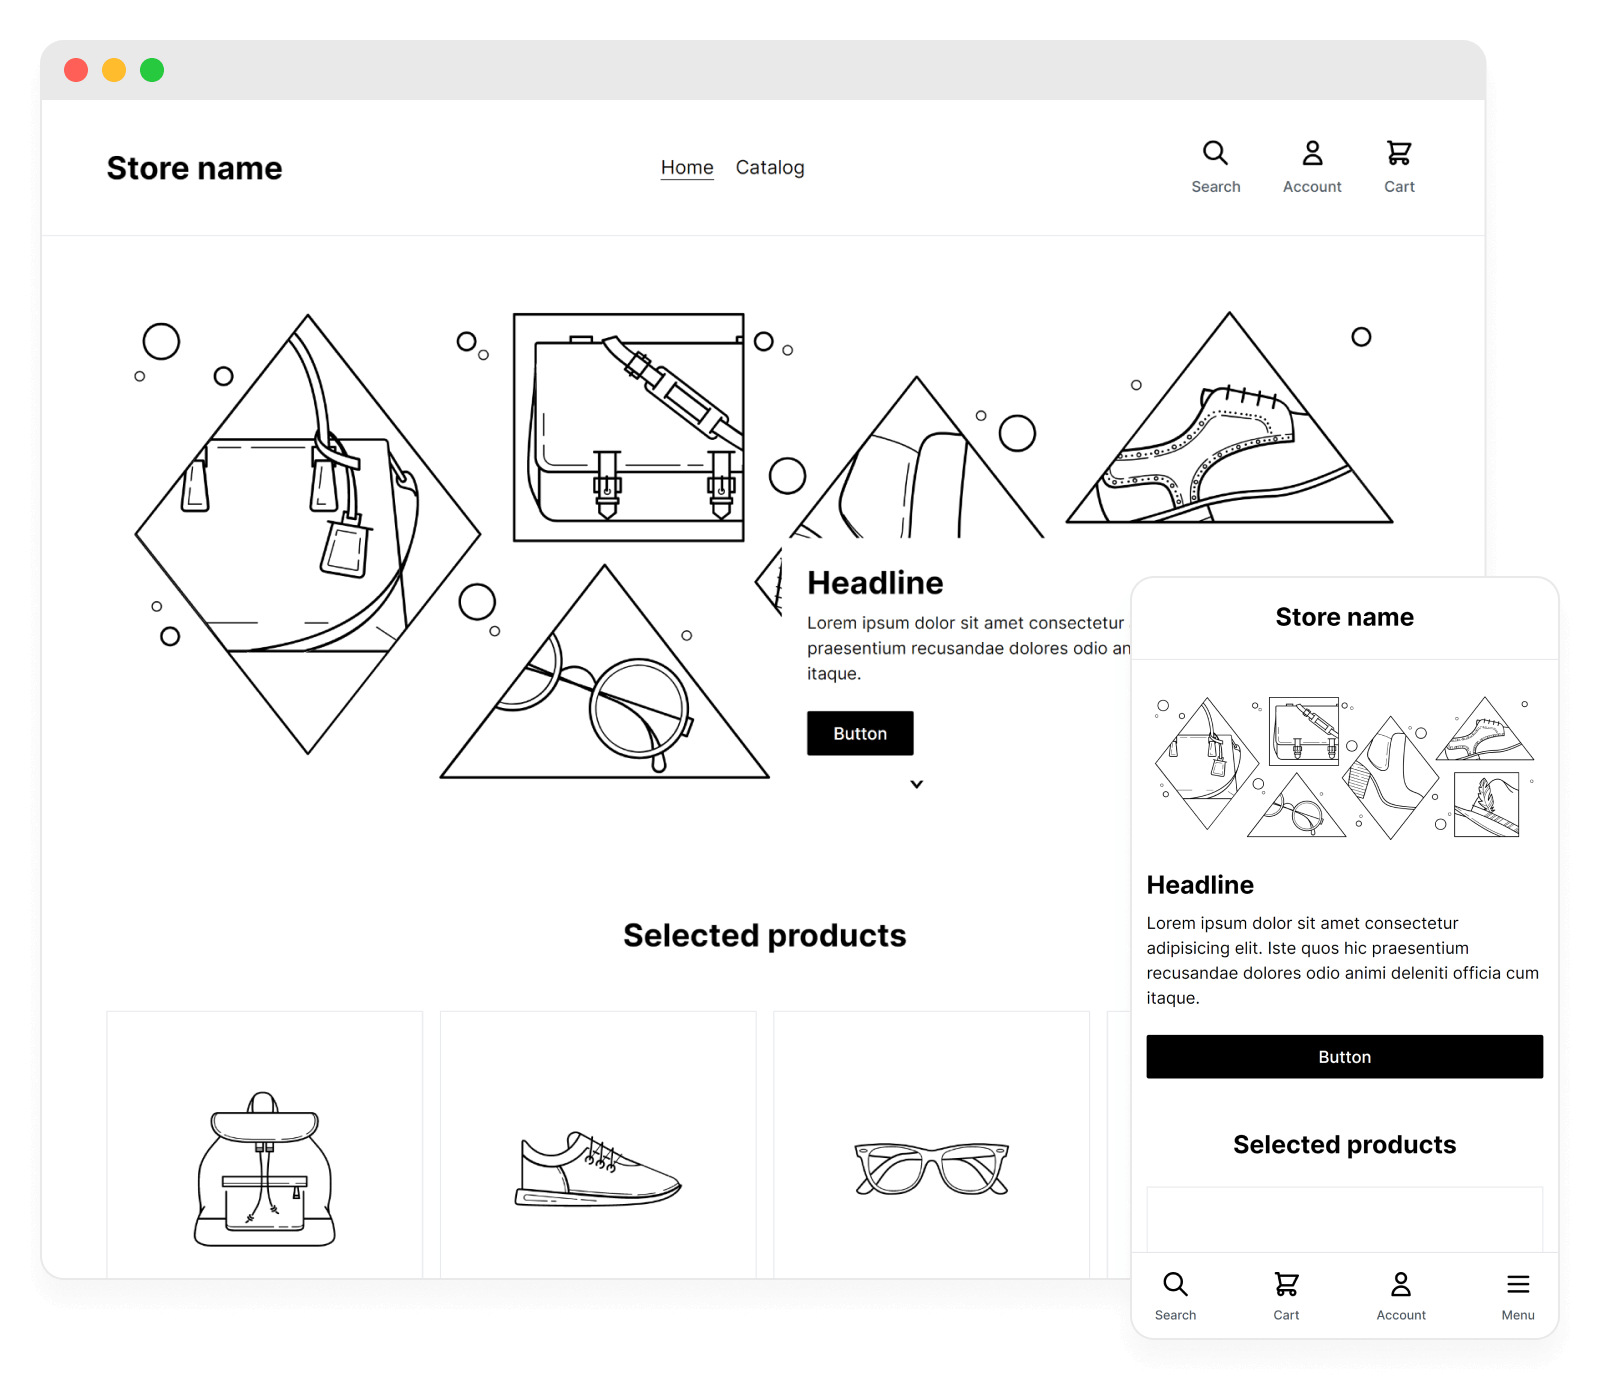 Store name
Home Catalog
Search Account Cart
Headline
Lorem ipsum dolor sit amet consectetur
praesentium recusandae dolores odio
itaque.
Button
Selected products
Store name
Headline
Lorem ipsum dolor sit amet consectetur
adipisicing elit. Iste quos hic praesentium
recusandae dolores odio animi deleniti officia cum
itaque.
Button
Selected products
Search Cart Account Menu